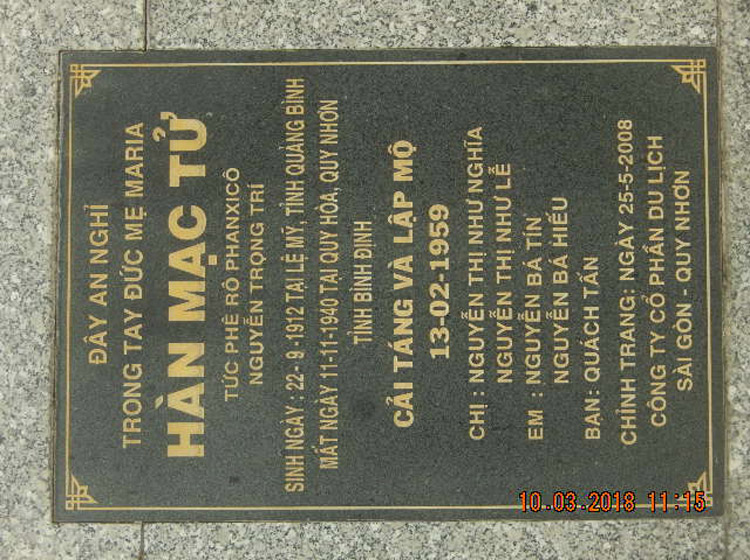 ĐÂY AN NGHỈ
TRONG TAY ĐỨC MẸ MARIA
HÀN MẠC TỬ
TỨC PHÊ RÔ PHANXICÔ
NGUYỄN TRỌNG TRÍ
SINH NGÀY : 22- 9 -1912 TẠI LỆ MỸ, TỈNH QUẢNG BÌNH
MẤT NGÀY 11-11-1940 TẠI QUY HÒA, QUY NHƠN
TỈNH BÌNH ĐỊNH
CẢI TÁNG VÀ LẬP MỘ
13-02-1959
CHỊ : NGUYỄN THỊ NHƯ NGHĨA
NGUYỄN THỊ NHƯ LỄ
EM : NGUYỄN BÁ TÍN
NGUYỄN BÁ HIẾU
BẠN: QUÁCH TẤN
CHỈNH TRANG: NGÀY 25-5-2008
CÔNG TY CỔ PHẦN DU LỊCH
SÀI GÒN - QUY NHƠN
10.03.2018 11:15